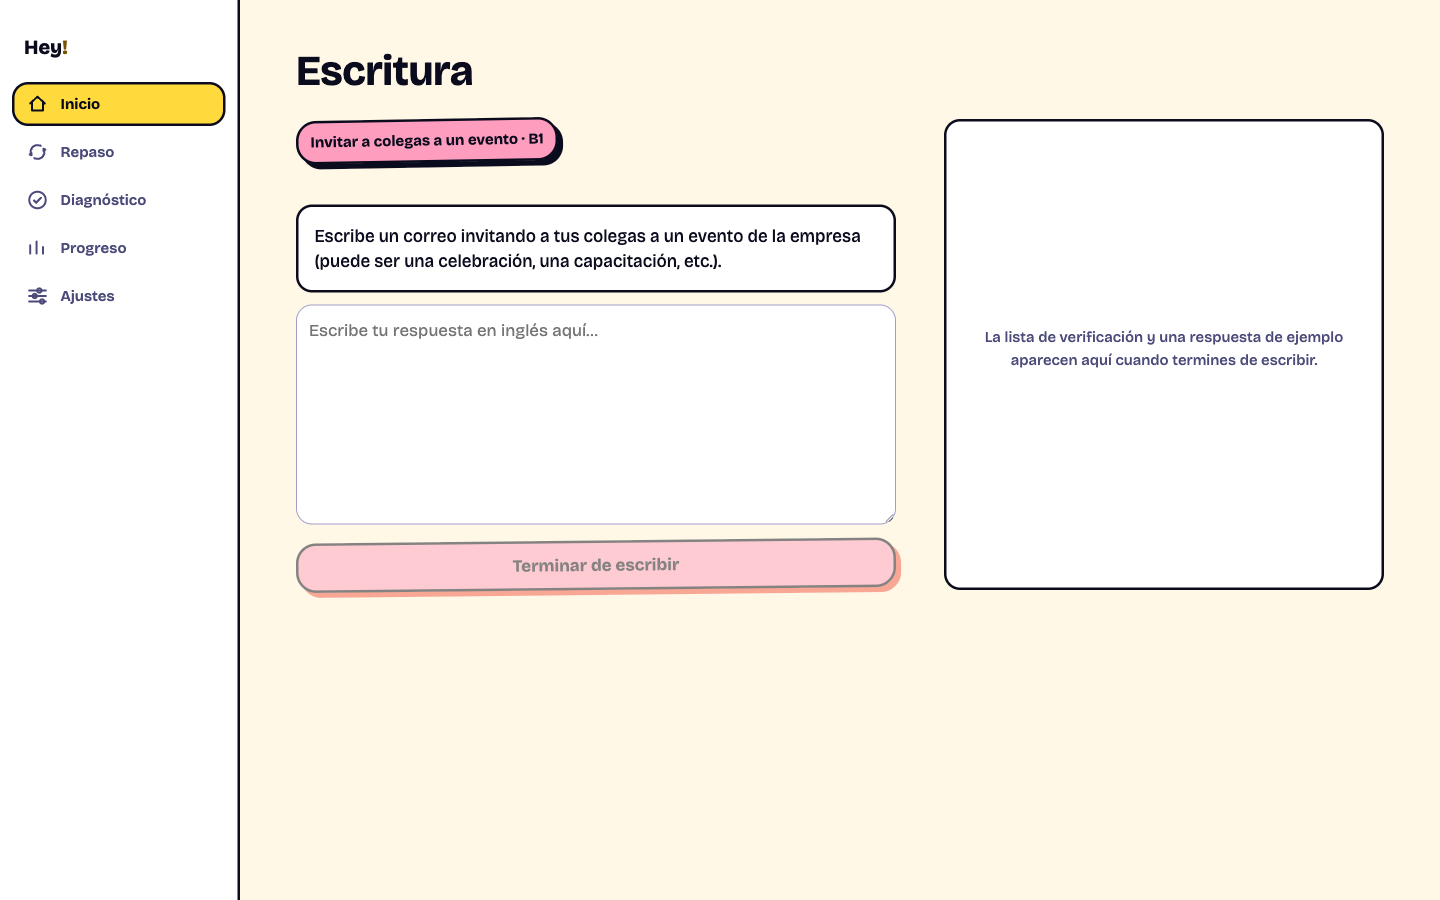 Hey!
Inicio
Repaso
Diagnóstico
Progreso
Ajustes
Escritura
Invitar a colegas a un evento · B1
Escribe un correo invitando a tus colegas a un evento de la empresa
(puede ser una celebración, una capacitación, etc.).
Escribe tu respuesta en inglés aquí...
Terminar de escribir
La lista de verificación y una respuesta de ejemplo
aparecen aquí cuando termines de escribir.